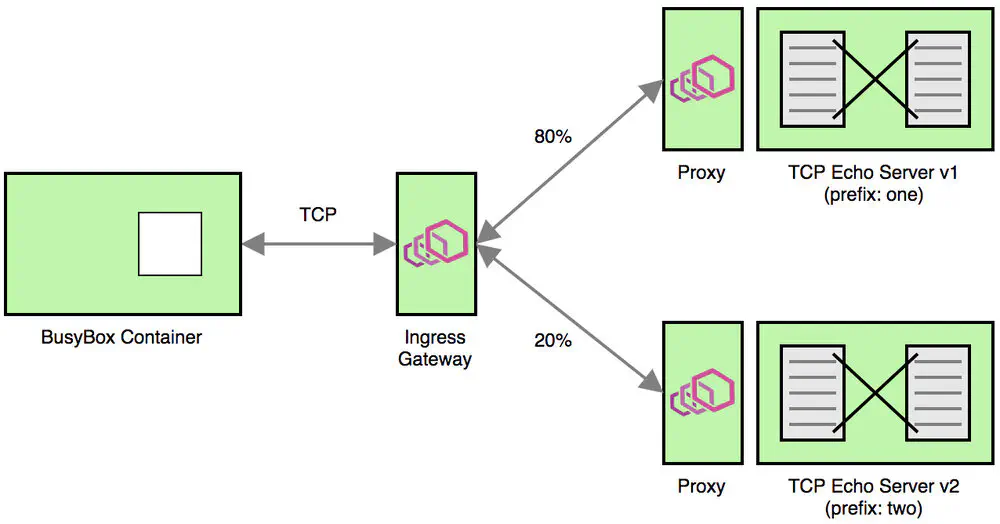 80%
Proxy
TCP Echo Server v1
(prefix: one)
TCP
BusyBox Container
Ingress
Gateway
20%
Proxy
TCP Echo Server v2
(prefix: two)